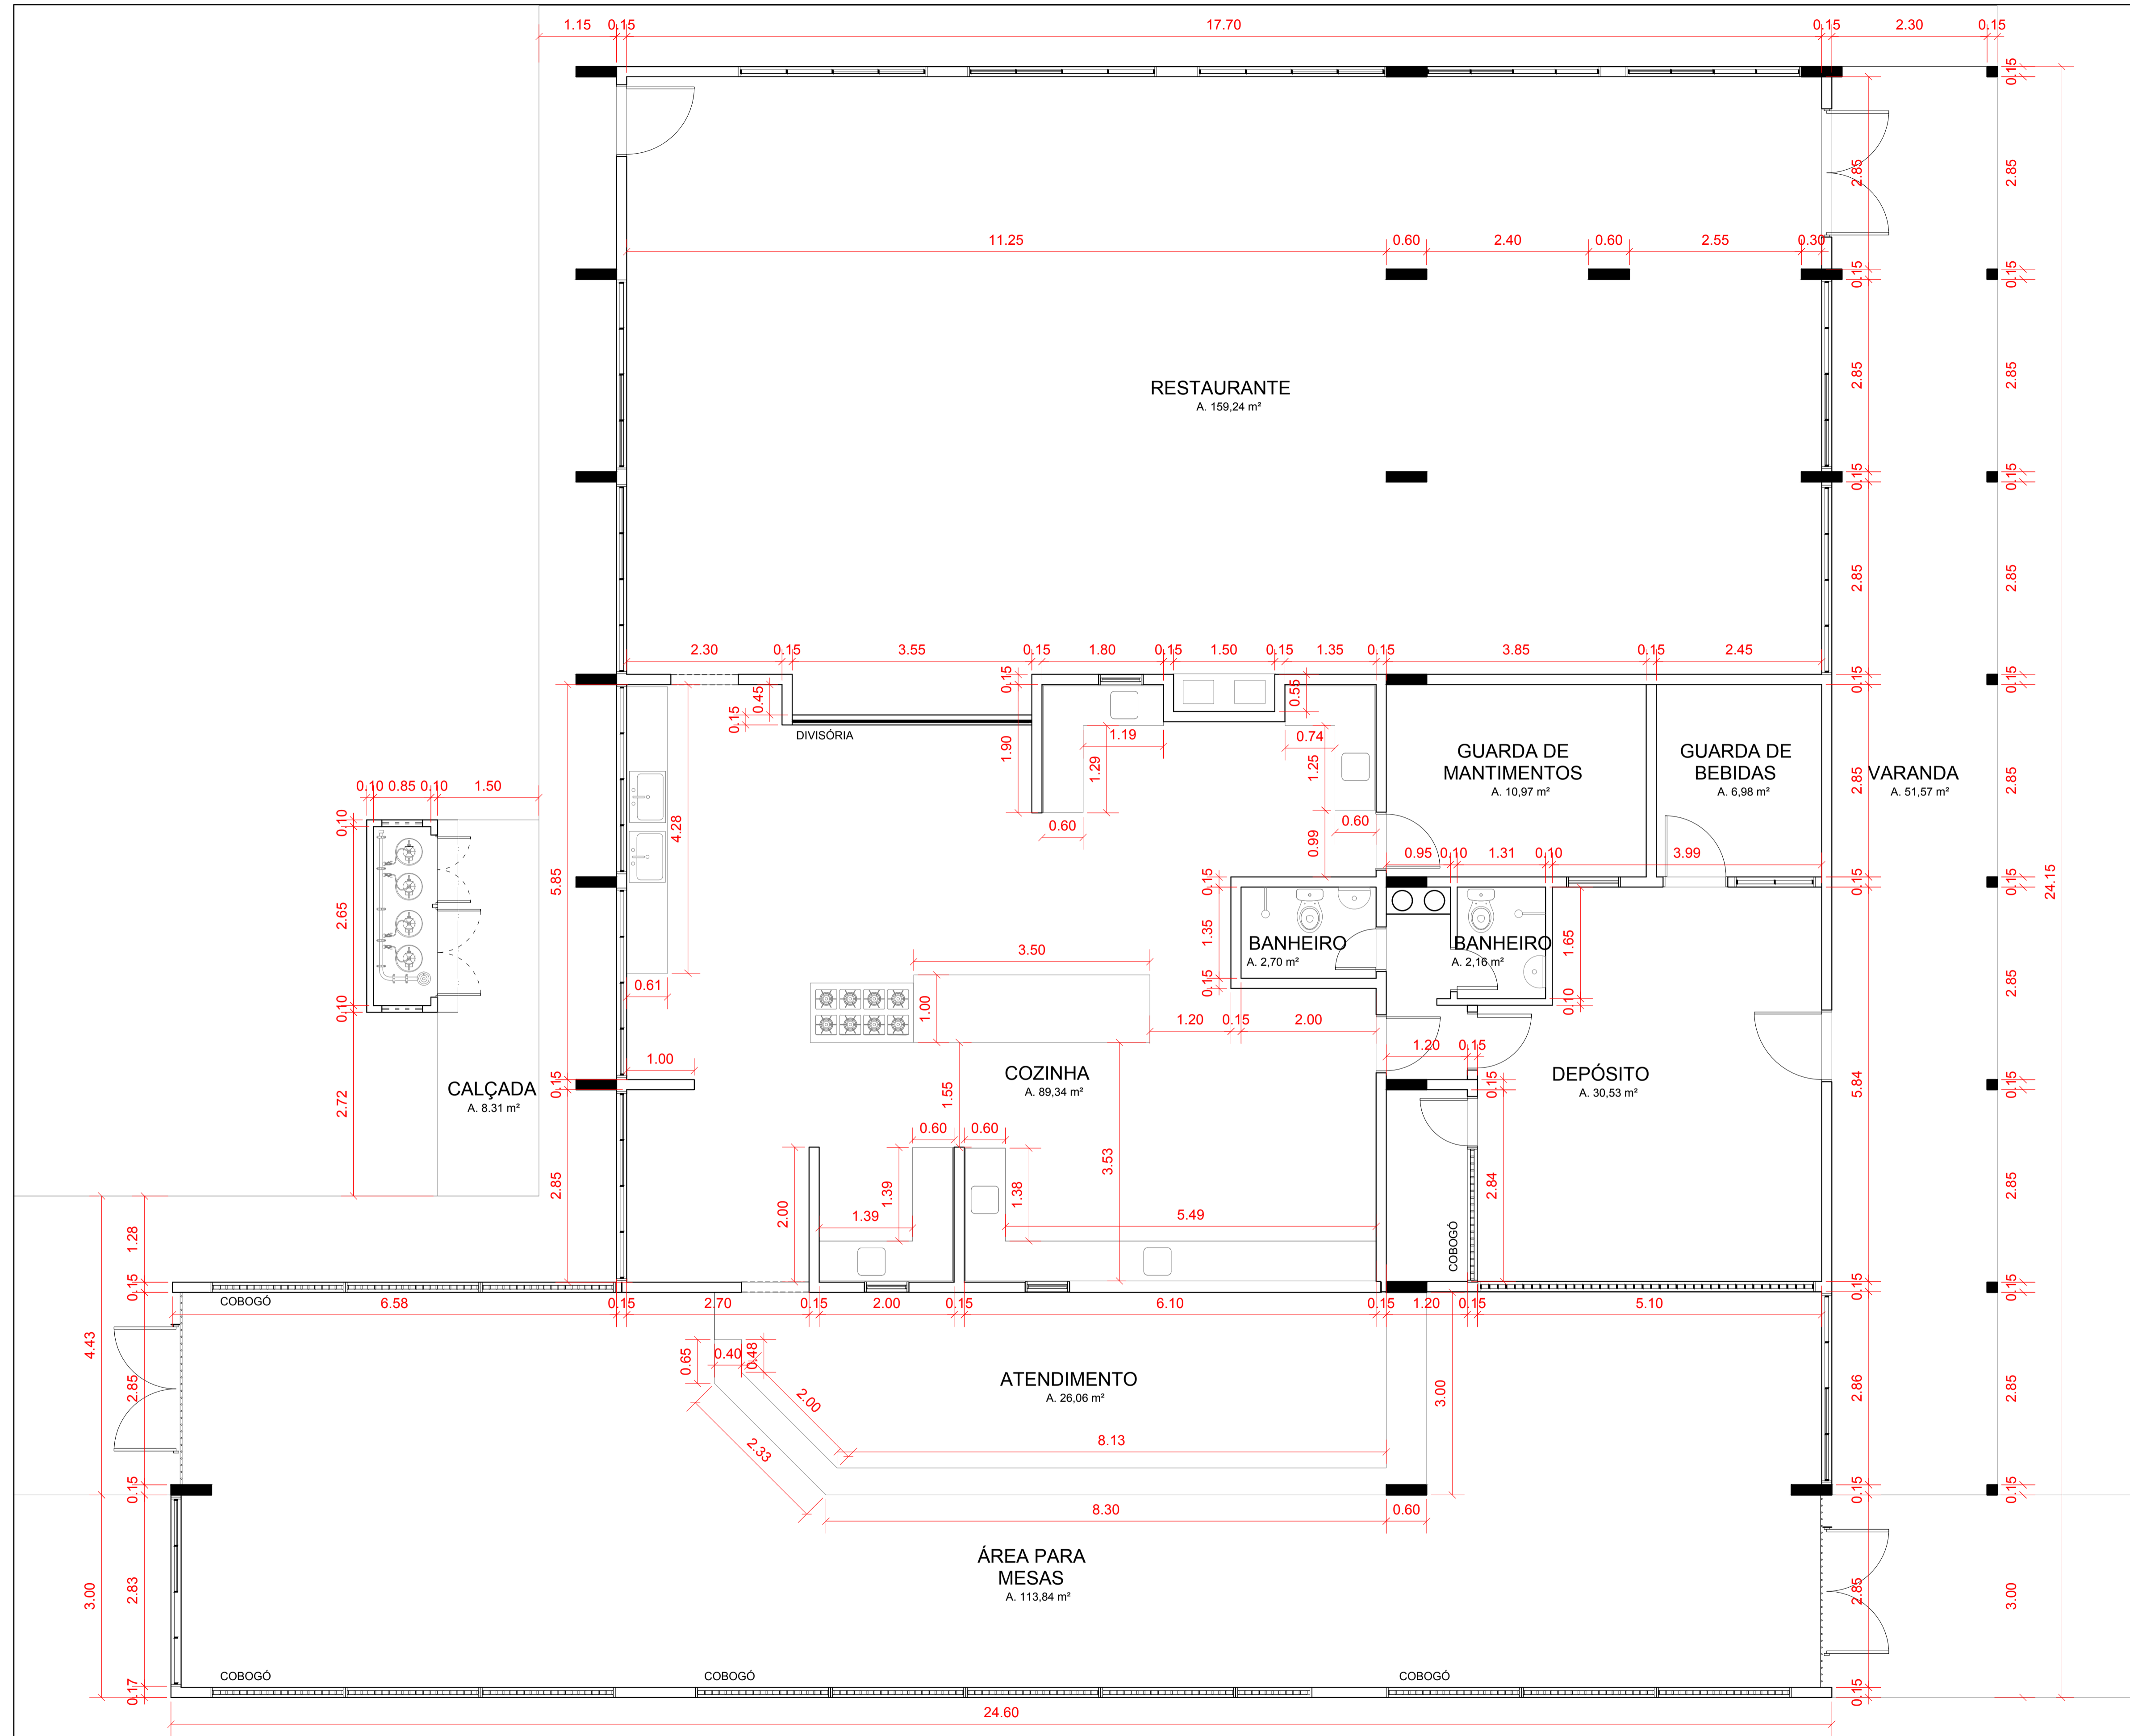 1.15 0.15 17.70 0.15 2.30 0.15
0.15
2.85
2.85
11.25 0.60 2.40 0.60 2.55 0.30
0.15
0.15
RESTAURANTE
A. 159,24 m²
2.85
2.85
0.15
0.15
2.85
2.85
2.30 0.15 3.55 0.15 1.80 0.15 1.50 0.15 1.35 0.15 3.85 0.15 2.45
0.15
0.45
0.15
0.55
0.15
0.15
DIVISÓRIA
1.90
1.19
1.29
0.74
1.25
0.60
0.60
0.99
GUARDA DE
MANTIMENTOS
A. 10,97 m²
GUARDA DE
BEBIDAS
A. 6,98 m²
VARANDA
A. 51,57 m²
2.85
2.85
0.10 0.85 0.10 1.50
0.10
2.65
0.10
2.72
4.28
0.61
5.85
0.15
2.85
0.95 0.10 1.31 0.10 3.99
0.15
0.15
24.15
0.15
1.35
0.15
BANHEIRO
A. 2,70 m²
BANHEIRO
A. 2,16 m²
1.65
0.10
2.85
3.50
1.00
1.20 0.15 2.00
1.20 0.15
1.00
CALÇADA
A. 8.31 m²
COZINHA
A. 89,34 m²
DEPÓSITO
A. 30,53 m²
5.84
0.15
0.15
1.55
3.53
0.60 0.60
2.00
1.39
1.39
1.38
5.49
2.84
COBOGÓ
2.85
4.43
1.28
0.15
0.15
0.15
COBOGÓ
6.58 0.15 2.70 0.15 2.00 0.15 6.10 0.15 1.20 0.15 5.10
0.65
0.40
0.48
2.00
2.33
8.13
ATENDIMENTO
A. 26,06 m²
3.00
2.85
2.86
2.85
0.15
0.15
0.15
8.30 0.60
ÁREA PARA
MESAS
A. 113,84 m²
3.00
2.83
2.85
3.00
COBOGÓ COBOGÓ COBOGÓ
0.17
0.15
24.60